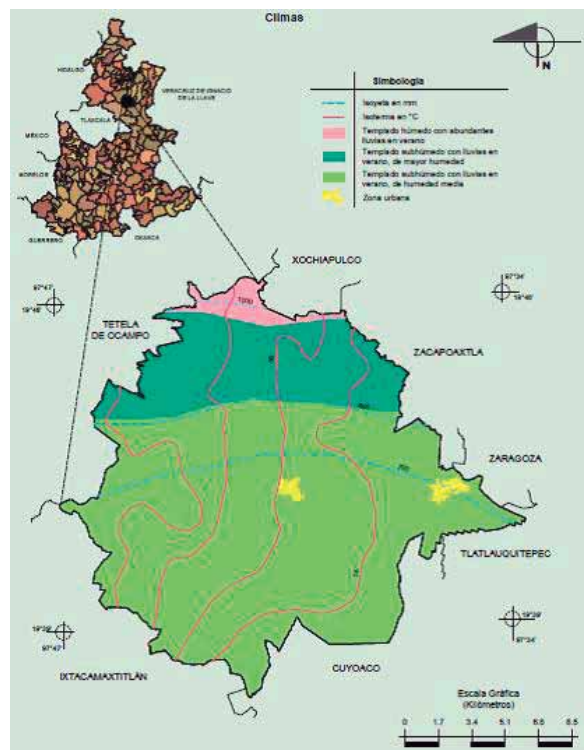 Climas
HIDALGO
VERACRUZ DE IGNACIO
DE LA LLAVE
TLAXCALA
MÉXICO
MORELOS
GUERRERO
OAXACA
N
Simbología
Isoyeta en mm
Isoterma en °C
Templado húmedo con abundantes
lluvias en verano
Templado subhúmedo con lluvias en
verano, de mayor humedad
Templado subhúmedo con lluvias en
verano, de humedad media
Zona urbana
XOCHIAPULCO
97°47'
19°48'
97°34'
19°48'
TETELA
DE OCAMPO
ZACAPOAXTLA
ZARAGOZA
TLATLAUQUITEPEC
19°39'
97°47'
19°39'
97°34'
IXTACAMAXTITLÁN
CUYOACO
Escala Gráfica
(Kilómetros)
0 1.7 3.4 5.1 6.8 8.5